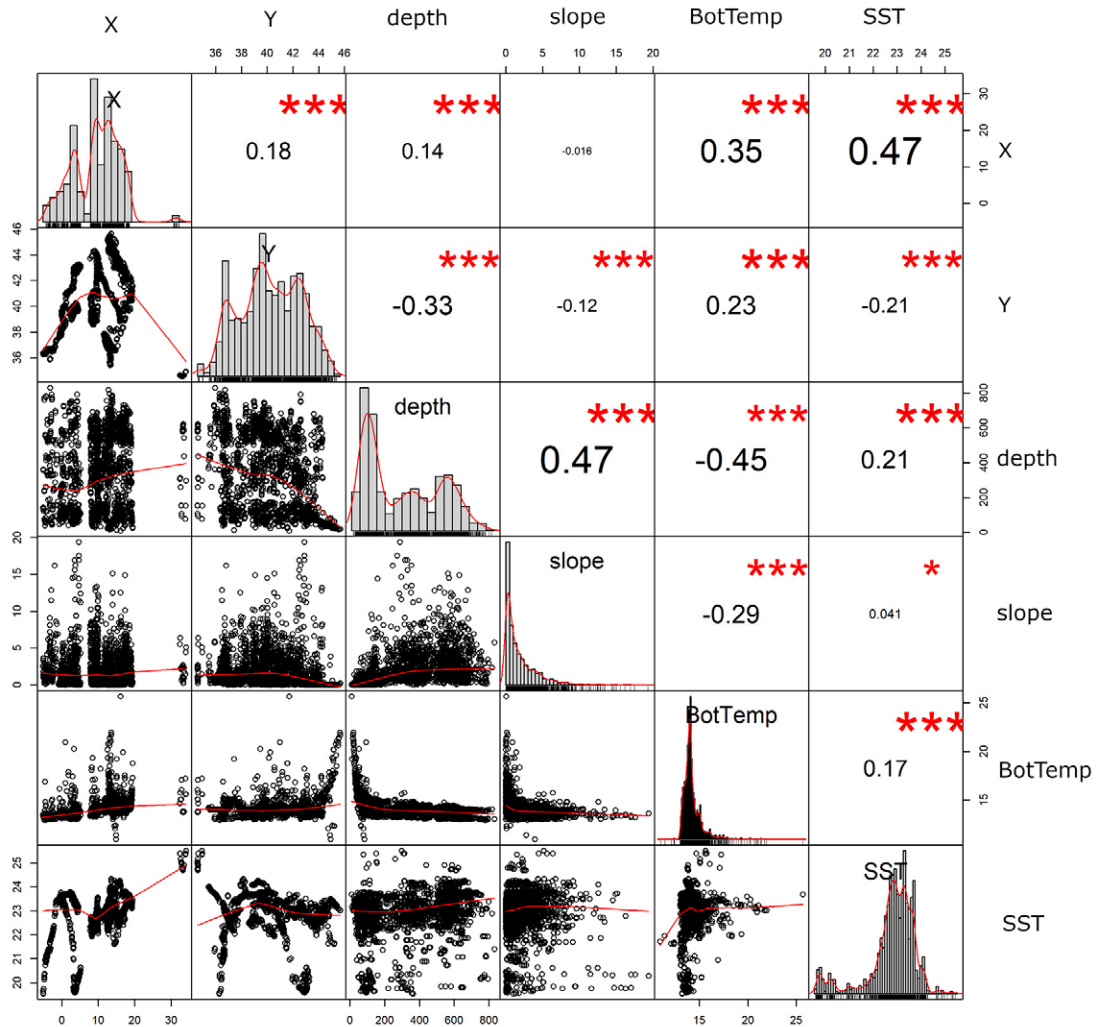 X Y depth slope BotTemp SST
36 38 40 42 44 46 0 5 10 15 20 20 21 22 23 24 25
X *** *** *** ***
0.18 0.14 -0.016 0.35 0.47 X
0 10 20 30
36 38 40 42 44 46
Y *** *** *** ***
-0.33 -0.12 0.23 -0.21 Y
depth *** *** ***
0.47 -0.45 0.21 depth
0 200 400 600 800
0 5 10 15 20
slope *** *
-0.29 0.041 slope
BotTemp ***
0.17 BotTemp
15 20 25
20 21 22 23 24 25
SST SST
0 10 20 30 0 200 400 600 800 15 20 25